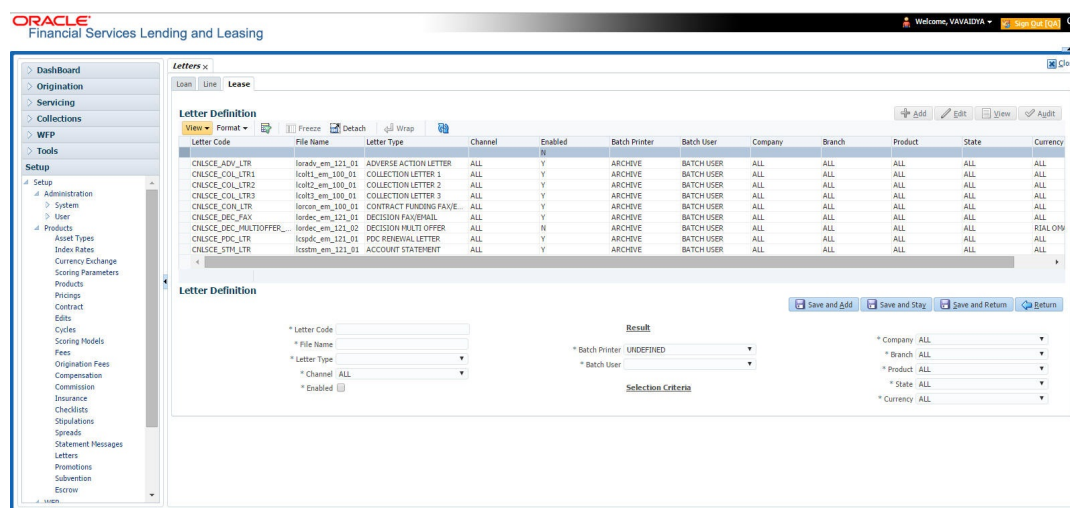 ORACLE
Financial Services Lending and Leasing
Welcome, VAVAIDYA
Sign Out [QA]
DashBoard
Origination
Servicing
Collections
WFP
Tools
Setup
Setup
Administration
System
User
Products
Asset Types
Index Rates
Currency Exchange
Scoring Parameters
Products
Pricings
Contract
Edits
Cycles
Scoring Models
Fees
Origination Fees
Compensation
Commission
Insurance
Checklists
Stipulations
Spreads
Statement Messages
Letters
Promotions
Subvention
Escrow
WFP
Letters x
Clo
Loan Line Lease
Letter Definition
Add Edit View Audit
View Format Freeze Detach Wrap
Letter Code File Name Letter Type Channel Enabled Batch Printer Batch User Company Branch Product State Currency
N
CNLSCE_ADV_LTR loradv_em_121_01 ADVERSE ACTION LETTER ALL Y ARCHIVE BATCH USER ALL ALL ALL ALL ALL
CNLSCE_COL_LTR1 lcolt1_em_100_01 COLLECTION LETTER 1 ALL Y ARCHIVE BATCH USER ALL ALL ALL ALL ALL
CNLSCE_COL_LTR2 lcolt2_em_100_01 COLLECTION LETTER 2 ALL Y ARCHIVE BATCH USER ALL ALL ALL ALL ALL
CNLSCE_COL_LTR3 lcolt3_em_100_01 COLLECTION LETTER 3 ALL Y ARCHIVE BATCH USER ALL ALL ALL ALL ALL
CNLSCE_CON_LTR lorcon_em_100_01 CONTRACT FUNDING FAX/E... ALL Y ARCHIVE BATCH USER ALL ALL ALL ALL ALL
CNLSCE_DEC_FAX lordec_em_121_01 DECISION FAX/EMAIL ALL Y ARCHIVE BATCH USER ALL ALL ALL ALL ALL
CNLSCE_DEC_MULTIOFFER_... lordec_em_121_02 DECISION MULTI OFFER ALL N ARCHIVE BATCH USER ALL ALL ALL ALL RIAL OMA
CNLSCE_PDC_LTR lcspdc_em_121_01 PDC RENEWAL LETTER ALL Y ARCHIVE BATCH USER ALL ALL ALL ALL ALL
CNLSCE_STM_LTR lcsstm_em_121_01 ACCOUNT STATEMENT ALL Y ARCHIVE BATCH USER ALL ALL ALL ALL ALL
Letter Definition
Save and Add Save and Stay Save and Return Return
* Letter Code
* File Name
* Letter Type
* Channel ALL
* Enabled
Result
* Batch Printer UNDEFINED
* Batch User
Selection Criteria
* Company ALL
* Branch ALL
* Product ALL
* State ALL
* Currency ALL